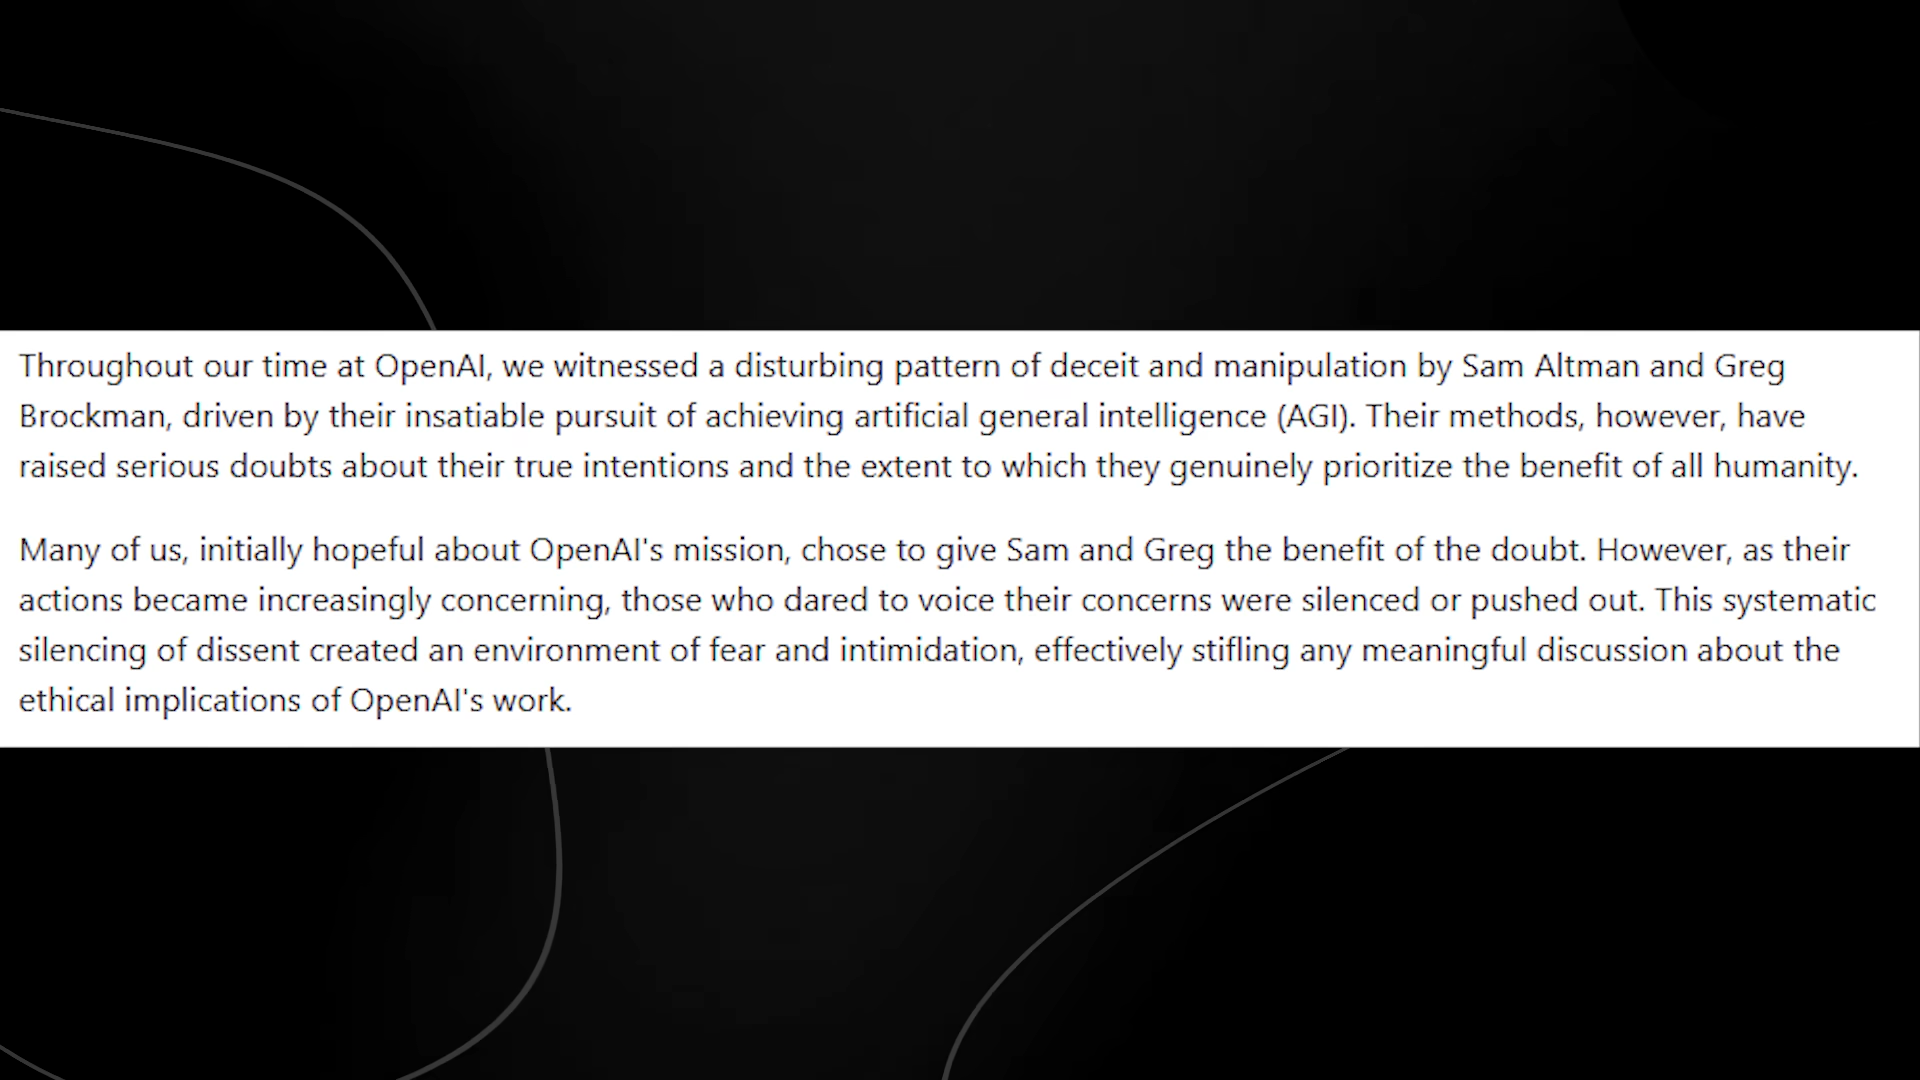 Throughout our time at OpenAI, we witnessed a disturbing pattern of deceit and manipulation by Sam Altman and Greg
Brockman, driven by their insatiable pursuit of achieving artificial general intelligence (AGI). Their methods, however, have
raised serious doubts about their true intentions and the extent to which they genuinely prioritize the benefit of all humanity.
Many of us, initially hopeful about OpenAI's mission, chose to give Sam and Greg the benefit of the doubt. However, as their
actions became increasingly concerning, those who dared to voice their concerns were silenced or pushed out. This systematic
silencing of dissent created an environment of fear and intimidation, effectively stifling any meaningful discussion about the
ethical implications of OpenAI's work.